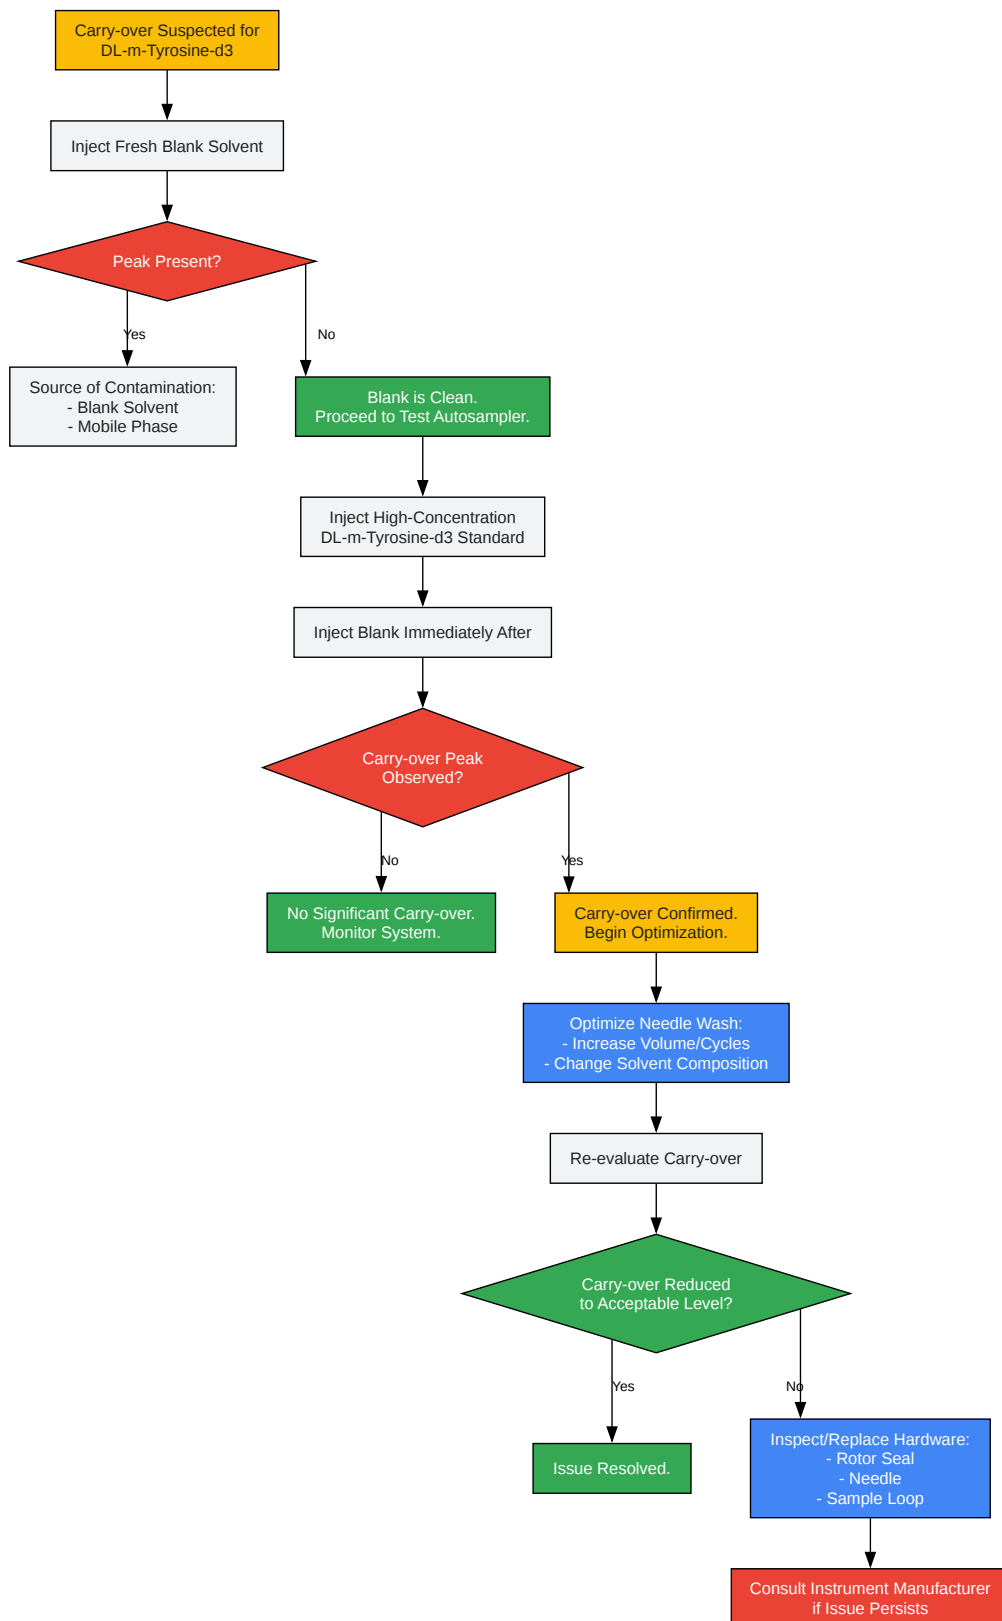 Carry-over Suspected for
DL-m-Tyrosine-d3
Inject Fresh Blank Solvent
Peak Present?
Yes
No
Source of Contamination:
- Blank Solvent
- Mobile Phase
Blank is Clean.
Proceed to Test Autosampler.
Inject High-Concentration
DL-m-Tyrosine-d3 Standard
Inject Blank Immediately After
Carry-over Peak
Observed?
No
Yes
No Significant Carry-over.
Monitor System.
Carry-over Confirmed.
Begin Optimization.
Optimize Needle Wash:
- Increase Volume/Cycles
- Change Solvent Composition
Re-evaluate Carry-over
Carry-over Reduced
to Acceptable Level?
Yes
No
Issue Resolved.
Inspect/Replace Hardware:
- Rotor Seal
- Needle
- Sample Loop
Consult Instrument Manufacturer
if Issue Persists